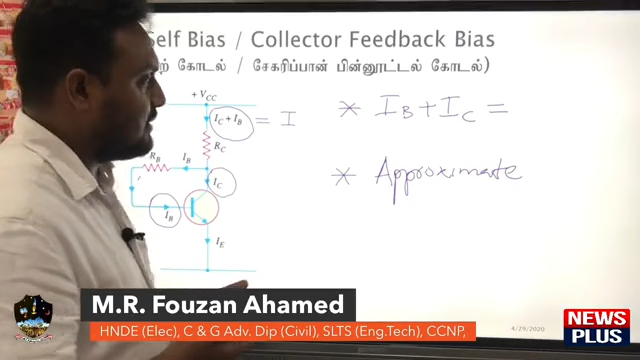 Self Bias / Collector Feedback Bias
கோடல் / சேகரிப்பான் பின்னூட்டல் கோடல்)
+ VCC
IC + IB = I
RC
RB
IB
IC
IB
IE
* IB + IC =
* Approximate
M.R. Fouzan Ahamed
HNDE (Elec), C & G Adv. Dip (Civil), SLTS (Eng.Tech), CCNP,
4/29/2020
NEWS
PLUS